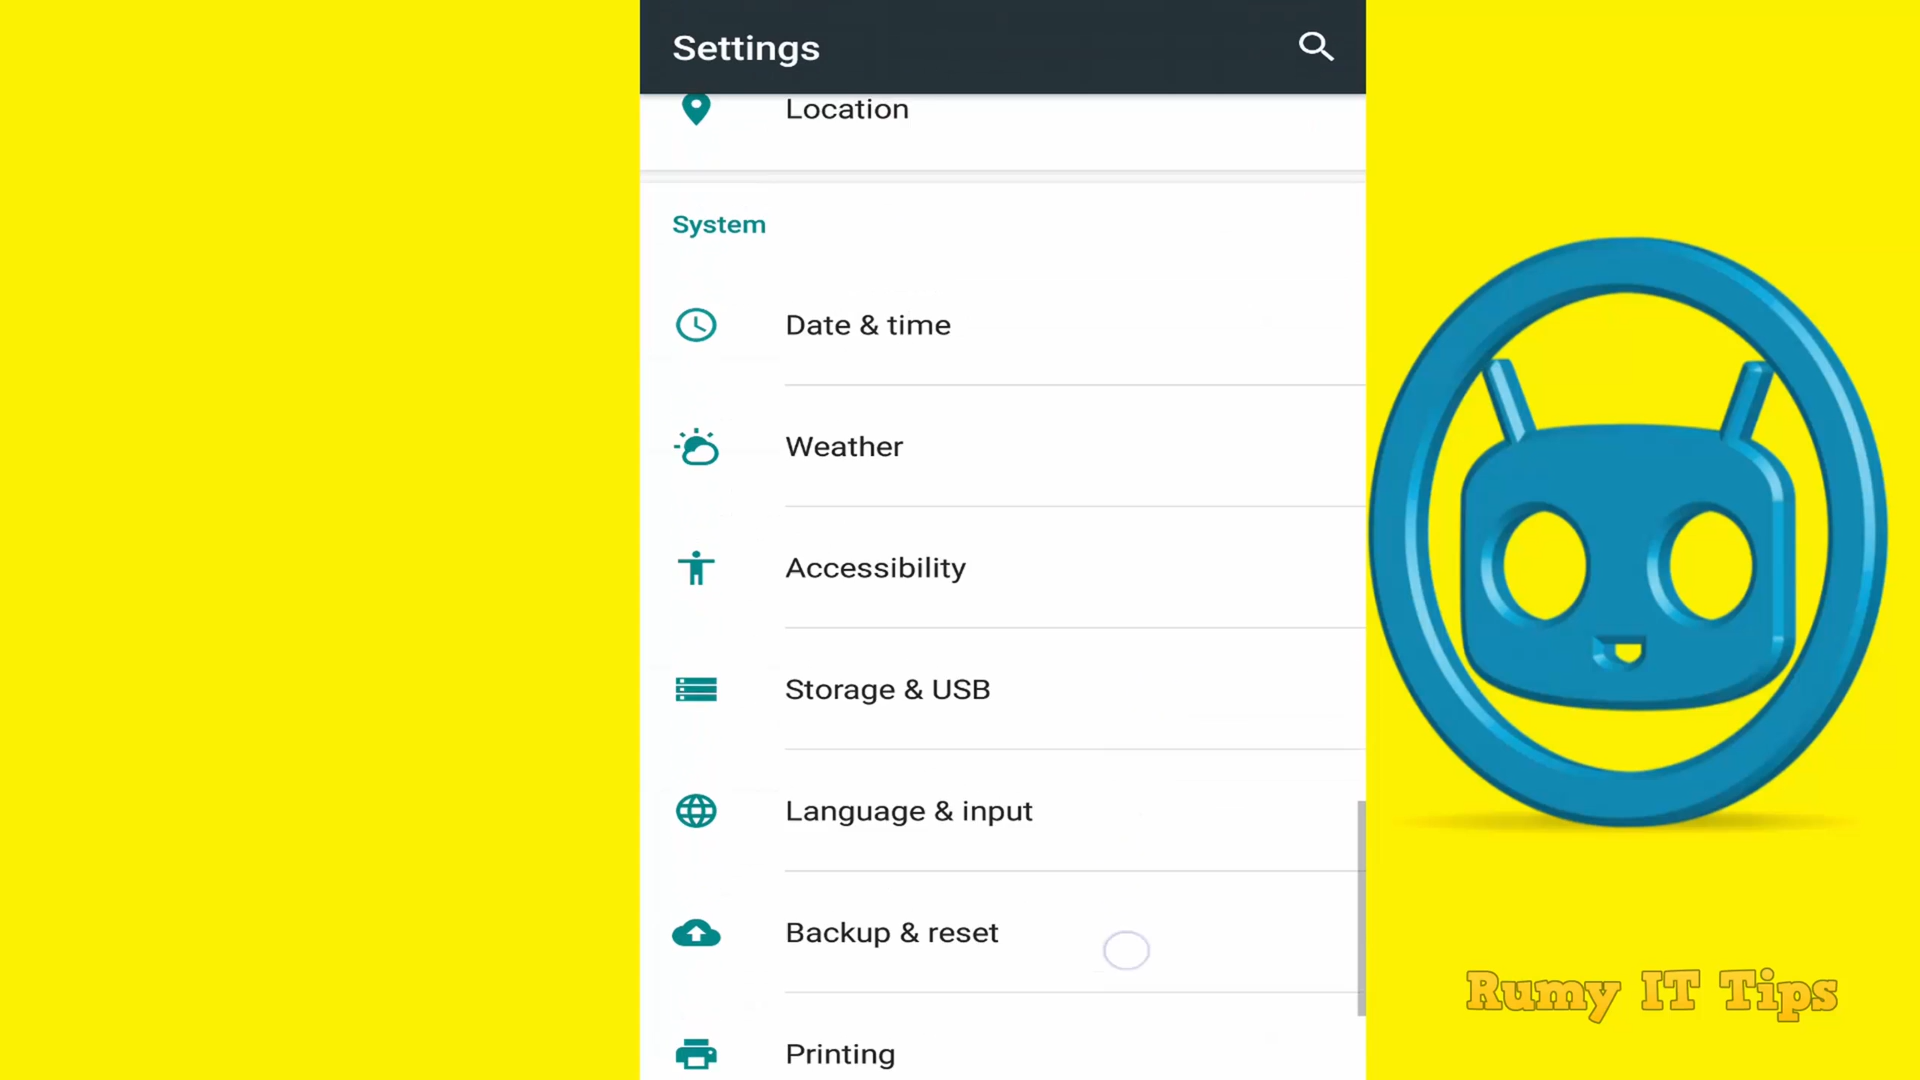 Settings
Location
System
Date & time
Weather
Accessibility
Storage & USB
Language & input
Backup & reset
Printing
Rumy IT Tips